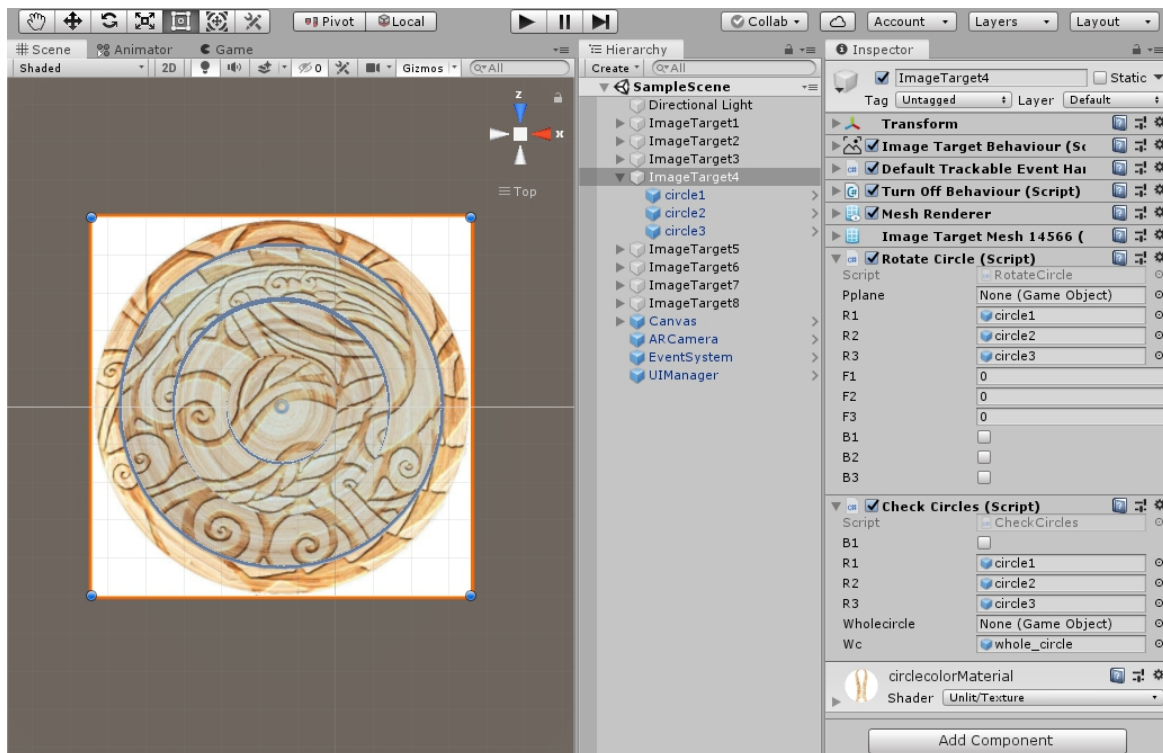 Pivot Local Collab Account Layers Layout
Scene Animator Game
Shaded 2D 0 Gizmos All
z
x
Top
Hierarchy
Create All
SampleScene
Directional Light
ImageTarget1
ImageTarget2
ImageTarget3
ImageTarget4
circle1
circle2
circle3
ImageTarget5
ImageTarget6
ImageTarget7
ImageTarget8
Canvas
ARCamera
EventSystem
UIManager
Inspector
ImageTarget4 Static
Tag Untagged Layer Default
Transform
Image Target Behaviour (Sc
Default Trackable Event Hai
Turn Off Behaviour (Script)
Mesh Renderer
Image Target Mesh 14566 (
Rotate Circle (Script)
Script RotateCircle
Pplane None (Game Object)
R1 circle1
R2 circle2
R3 circle3
F1 0
F2 0
F3 0
B1
B2
B3
Check Circles (Script)
Script CheckCircles
B1
R1 circle1
R2 circle2
R3 circle3
Wholecircle None (Game Object)
Wc whole_circle
circlecolorMaterial
Shader Unlit/Texture
Add Component